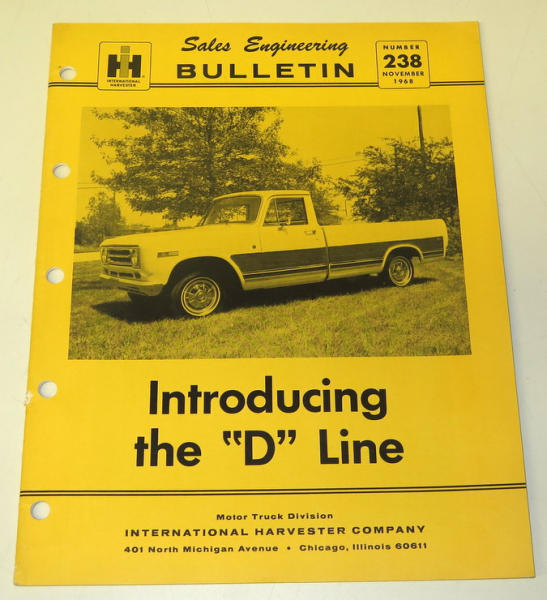 IH
INTERNATIONAL
HARVESTER
Sales Engineering
BULLETIN
NUMBER
238
NOVEMBER
1968
Introducing
the "D" Line
Motor Truck Division
INTERNATIONAL HARVESTER COMPANY
401 North Michigan Avenue • Chicago, Illinois 60611